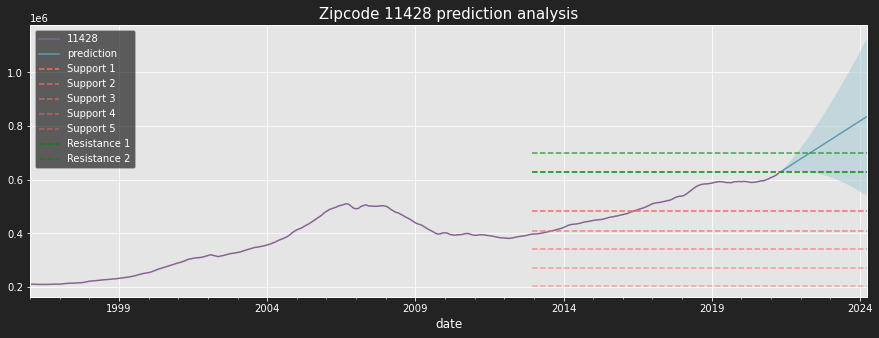 Zipcode 11428 prediction analysis
1e6
11428
prediction
Support 1
Support 2
Support 3
Support 4
Support 5
Resistance 1
Resistance 2
1.0
0.8
0.6
0.4
0.2
1999 2004 2009 2014 2019 2024
date